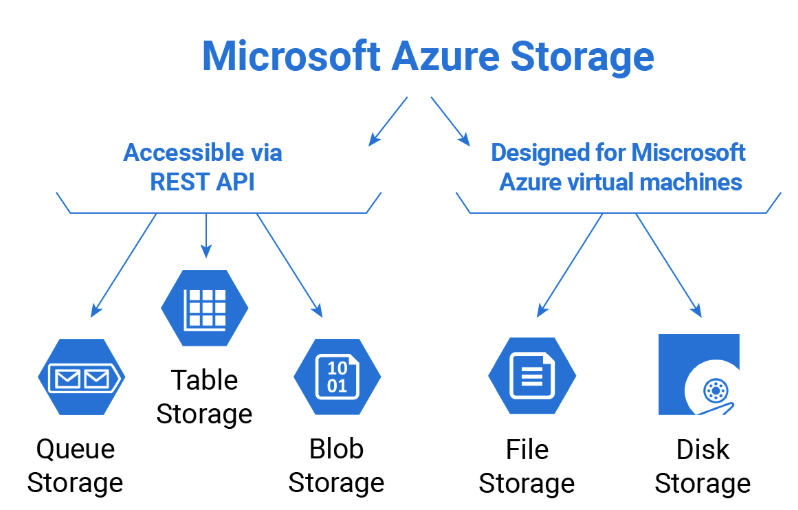 Microsoft Azure Storage
Accessible via
REST API
Designed for Miscrosoft
Azure virtual machines
Queue
Storage
Table
Storage
10
01
Blob
Storage
File
Storage
Disk
Storage